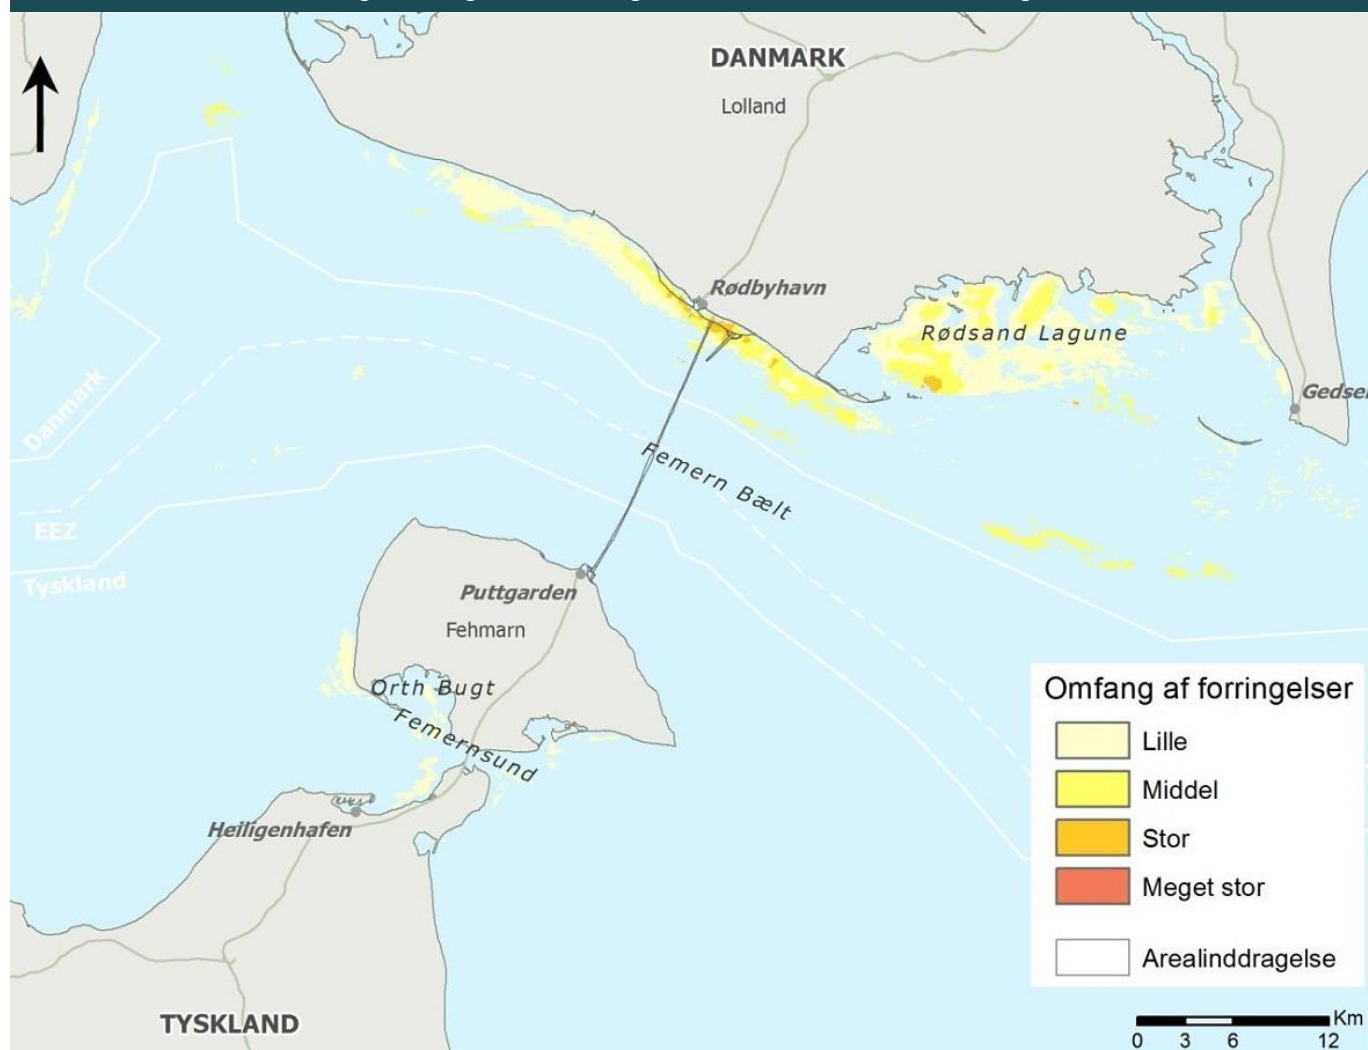 DANMARK
Lolland
Rødbyhavn
Rødsand Lagune
Gedser
Danmark
Femern Bælt
EEZ
Tyskland
Puttgarden
Fehmarn
Orth Bugt
Femernsund
Heiligenhafen
TYSKLAND
Omfang af forringelser
Lille
Middel
Stor
Meget stor
Arealinddragelse
Km
0 3 6 12